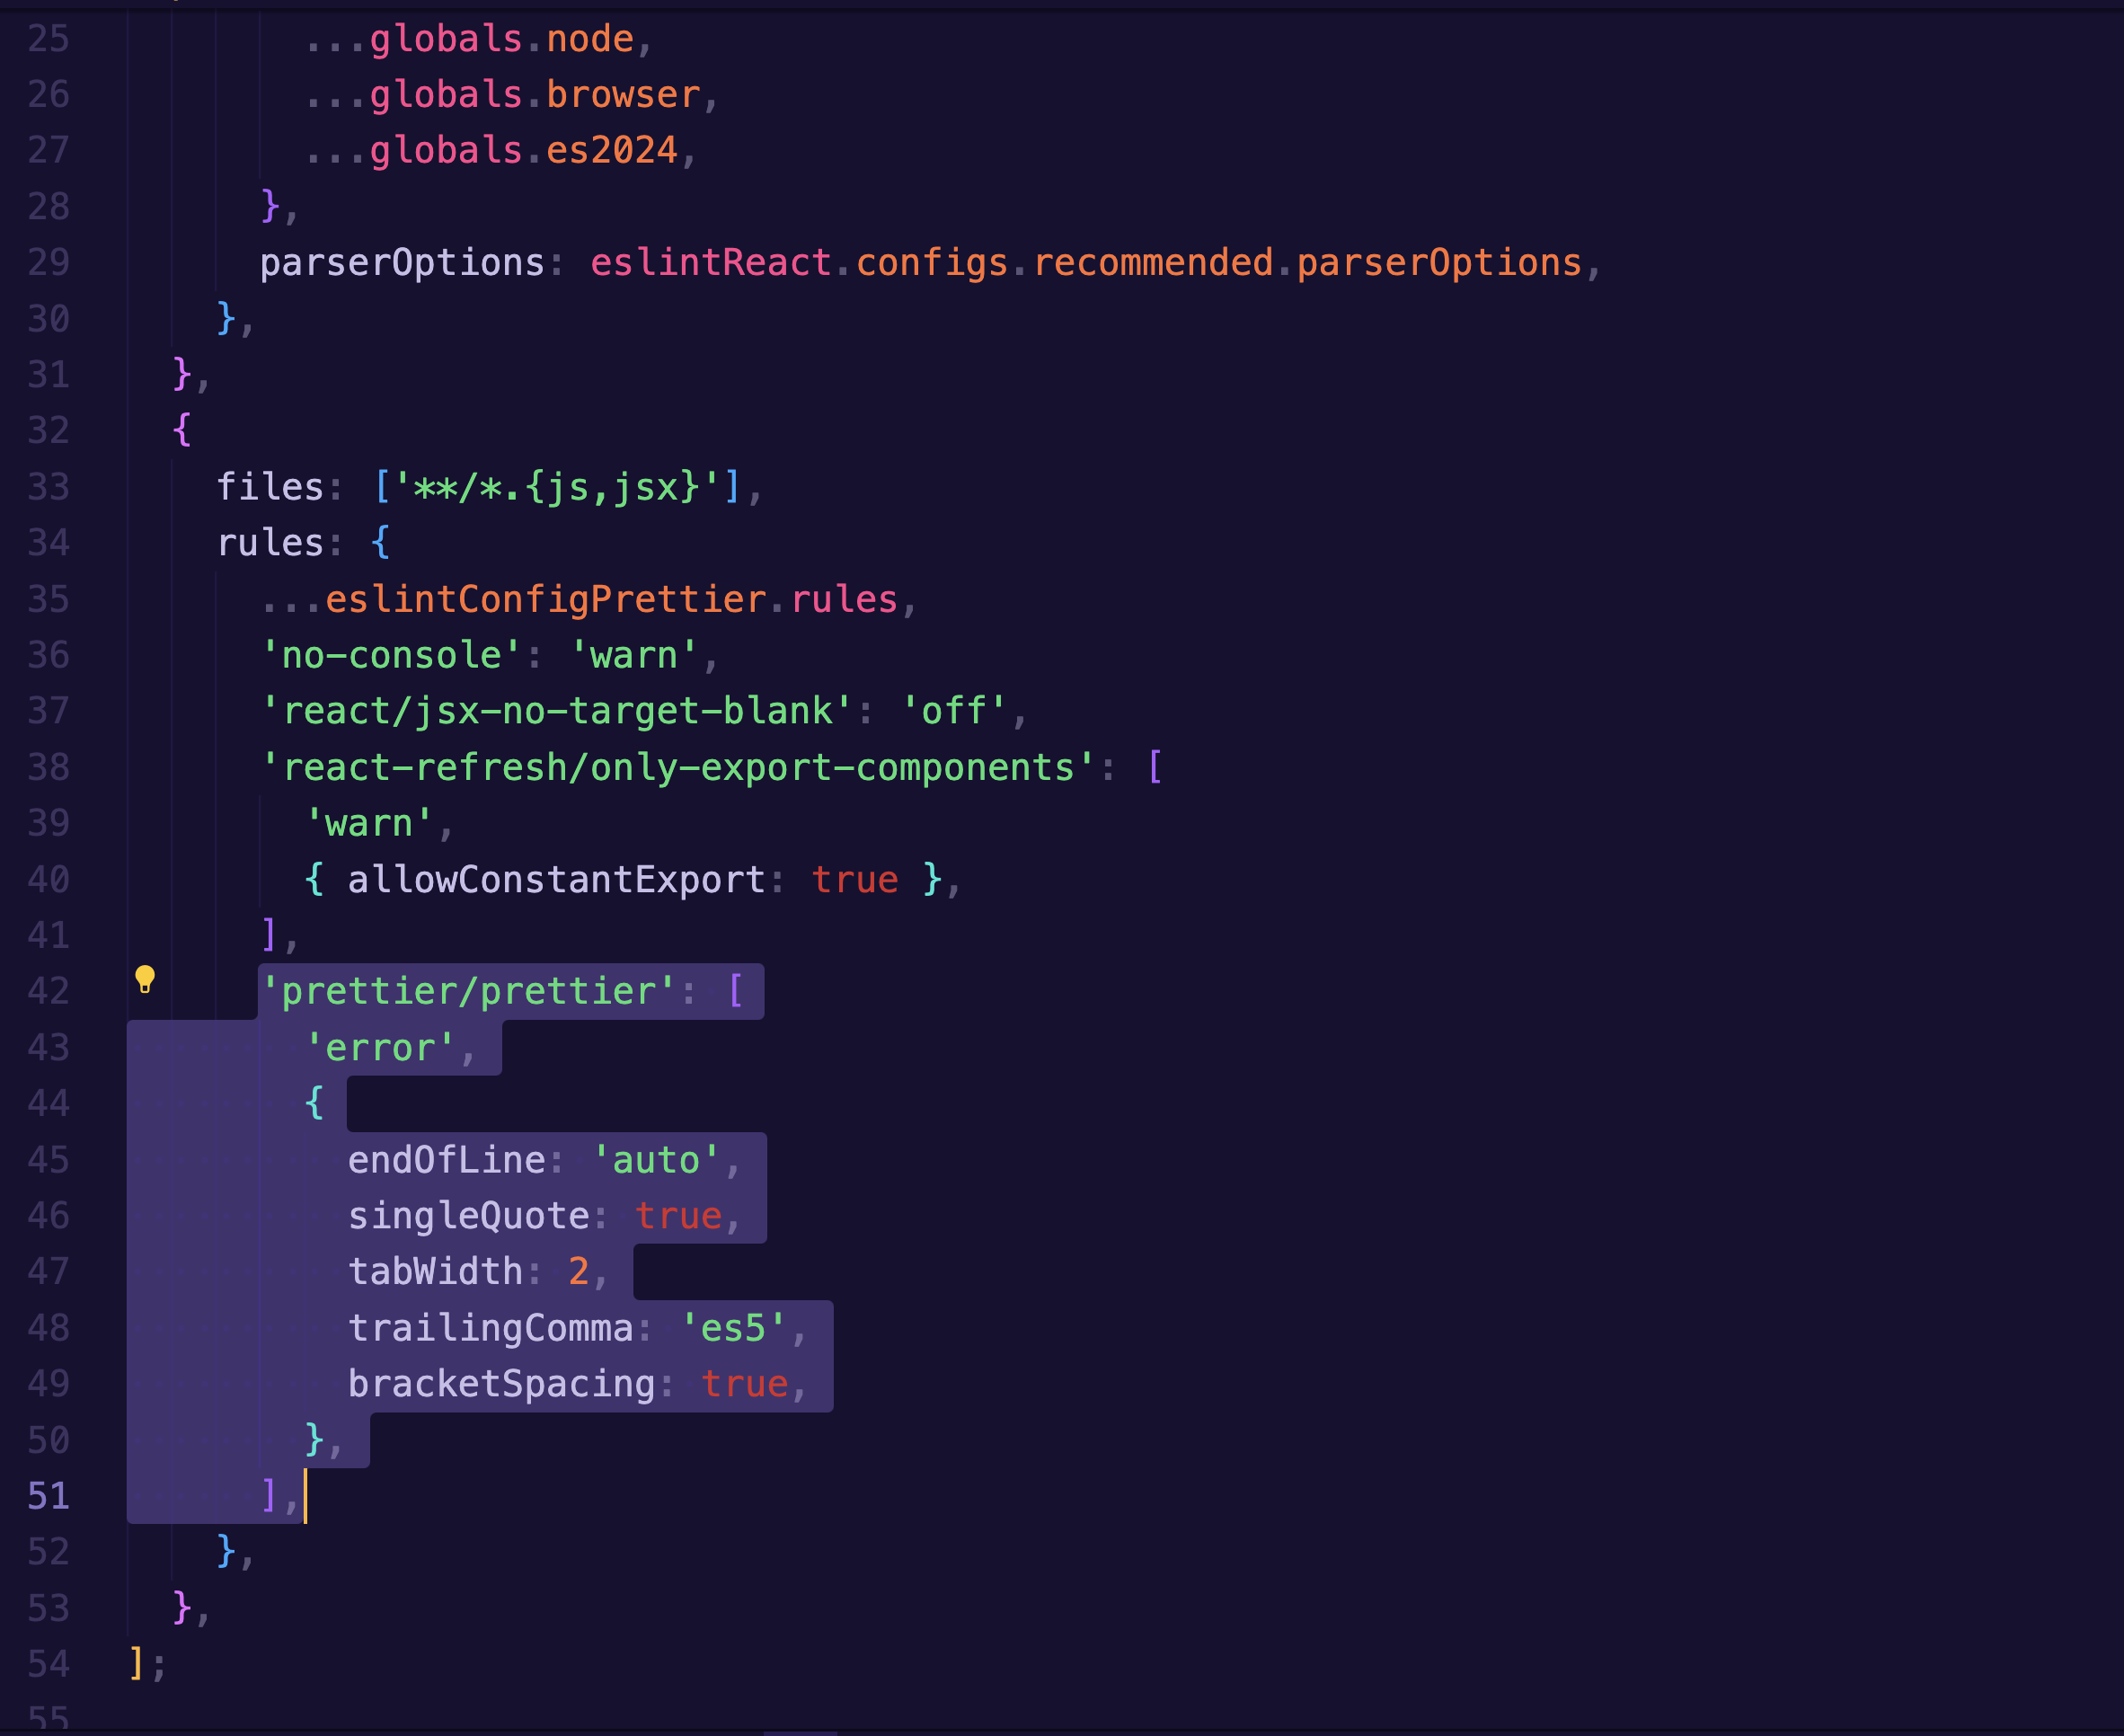 25 ...globals.node,
26 ...globals.browser,
27 ...globals.es2024,
28 },
29 parserOptions: eslintReact.configs.recommended.parserOptions,
30 },
31 },
32 {
33 files: ['**/*.{js,jsx}'],
34 rules: {
35 ...eslintConfigPrettier.rules,
36 'no-console': 'warn',
37 'react/jsx-no-target-blank': 'off',
38 'react-refresh/only-export-components': [
39 'warn',
40 { allowConstantExport: true },
41 ],
42 'prettier/prettier': [
43 'error',
44 {
45 endOfLine: 'auto',
46 singleQuote: true,
47 tabWidth: 2,
48 trailingComma: 'es5',
49 bracketSpacing: true,
50 },
51 ],
52 },
53 },
54 ];
55